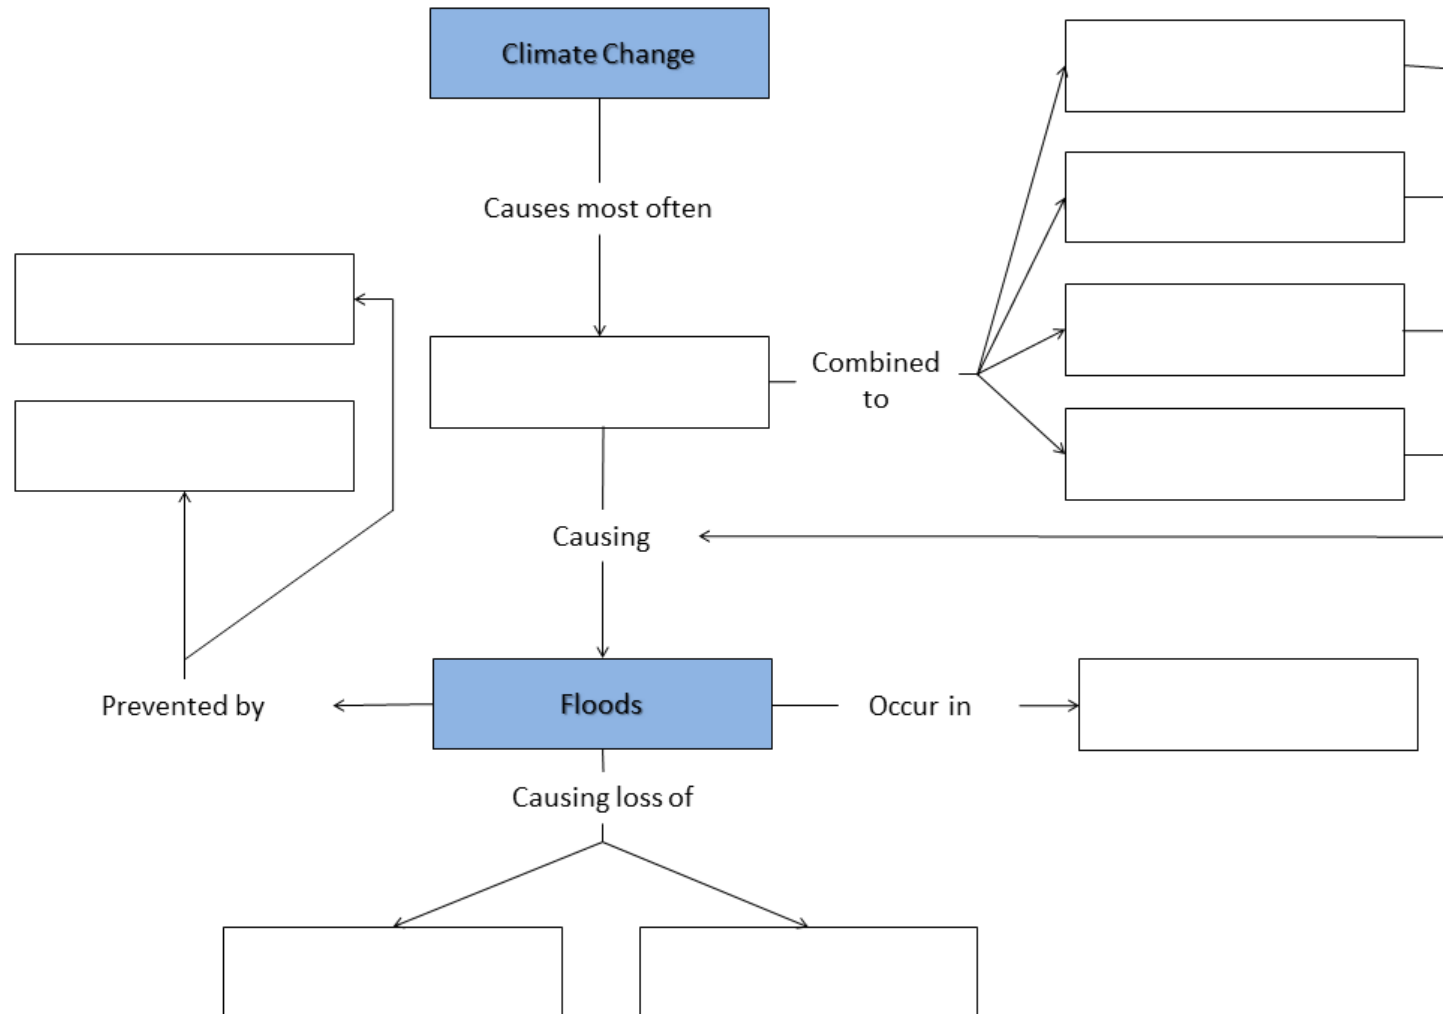 Climate Change
Causes most often
Combined
to
Causing
Prevented by
Floods
Occur in
Causing loss of